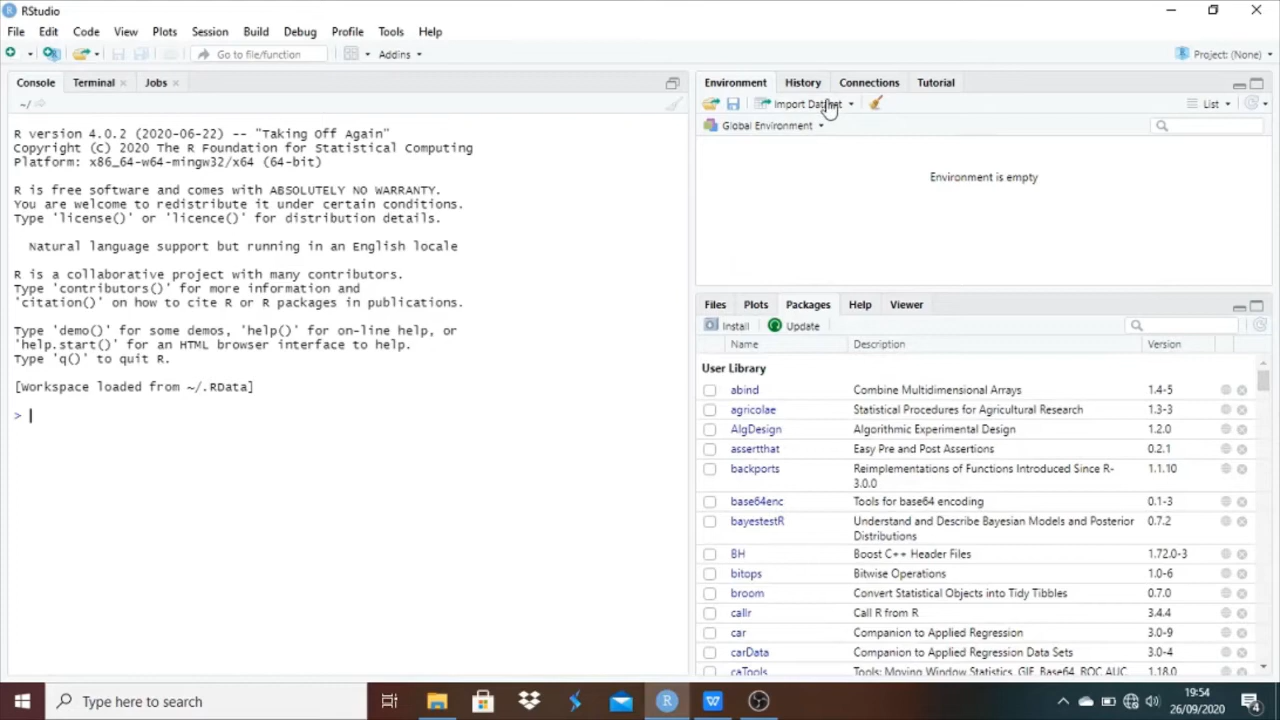 RStudio
File Edit Code View Plots Session Build Debug Profile Tools Help
Go to file/function Addins Project: (None)
Console Terminal Jobs
~/
R version 4.0.2 (2020-06-22) -- "Taking Off Again"
Copyright (C) 2020 The R Foundation for Statistical Computing
Platform: x86_64-w64-mingw32/x64 (64-bit)
R is free software and comes with ABSOLUTELY NO WARRANTY.
You are welcome to redistribute it under certain conditions.
Type 'license()' or 'licence()' for distribution details.
Natural language support but running in an English locale
R is a collaborative project with many contributors.
Type 'contributors()' for more information and
'citation()' on how to cite R or R packages in publications.
Type 'demo()' for some demos, 'help()' for on-line help, or
'help.start()' for an HTML browser interface to help.
Type 'q()' to quit R.
[Workspace loaded from ~/.RData]
>
Environment History Connections Tutorial
Import Dataset List
Global Environment
Environment is empty
Files Plots Packages Help Viewer
Install Update
Name Description Version
User Library
abind Combine Multidimensional Arrays 1.4-5
agricolae Statistical Procedures for Agricultural Research 1.3-3
AlgDesign Algorithmic Experimental Design 1.2.0
assertthat Easy Pre and Post Assertions 0.2.1
backports Reimplementations of Functions Introduced Since R- 1.1.10
3.0.0
base64enc Tools for base64 encoding 0.1-3
bayestestR Understand and Describe Bayesian Models and Posterior 0.7.2
Distributions
BH Boost C++ Header Files 1.72.0-3
bitops Bitwise Operations 1.0-6
broom Convert Statistical Objects into Tidy Tibbles 0.7.0
callr Call R from R 3.4.4
car Companion to Applied Regression 3.0-9
carData Companion to Applied Regression Data Sets 3.0-4
caTools Tools: Moving Window Statistics, GIF, Base64, ROC AUC, 1.18.0
Type here to search
19:54
26/09/2020
4